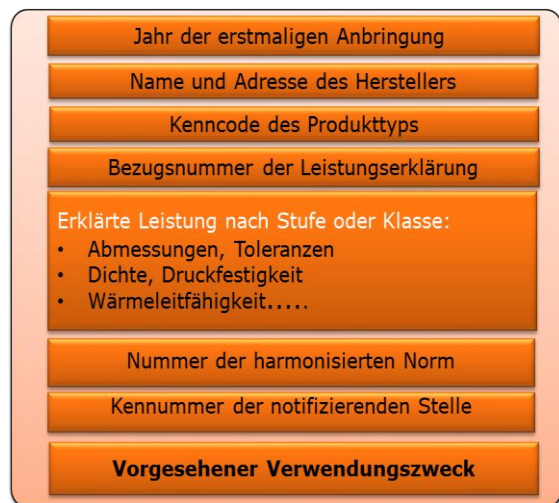 Jahr der erstmaligen Anbringung
Name und Adresse des Herstellers
Kenncode des Produkttyps
Bezugsnummer der Leistungserklärung
Erklärte Leistung nach Stufe oder Klasse:
• Abmessungen, Toleranzen
• Dichte, Druckfestigkeit
• Wärmeleitfähigkeit.....
Nummer der harmonisierten Norm
Kennummer der notifizierenden Stelle
Vorgesehener Verwendungszweck